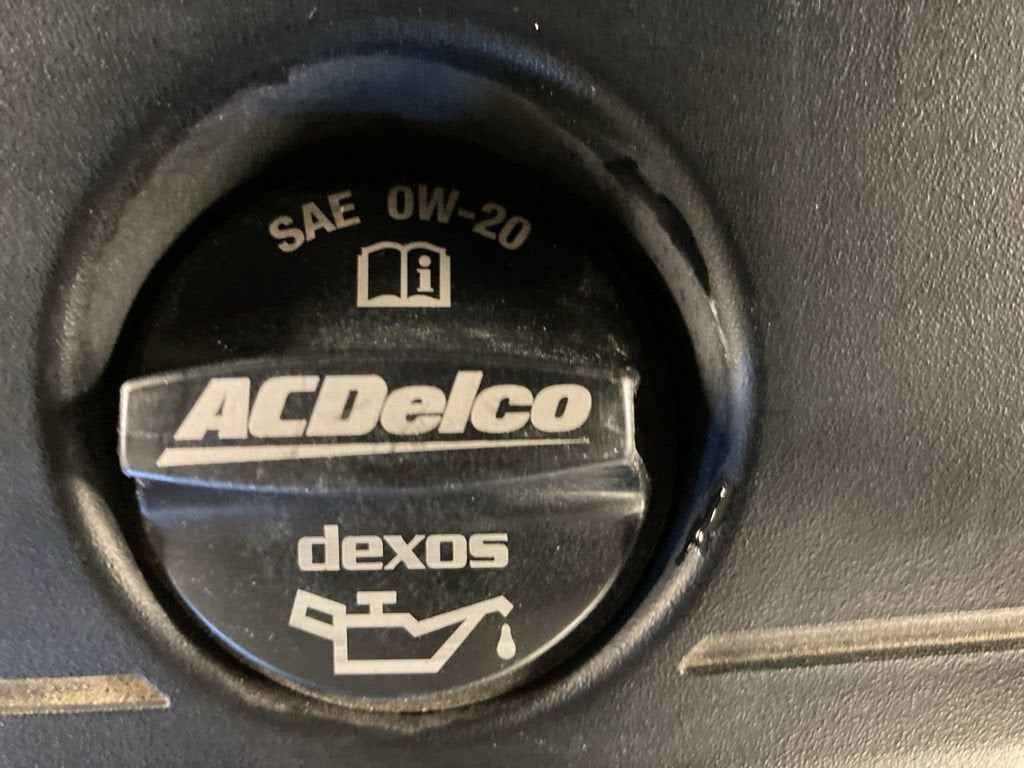 SAE 0W-20
i
ACDelco
dexos